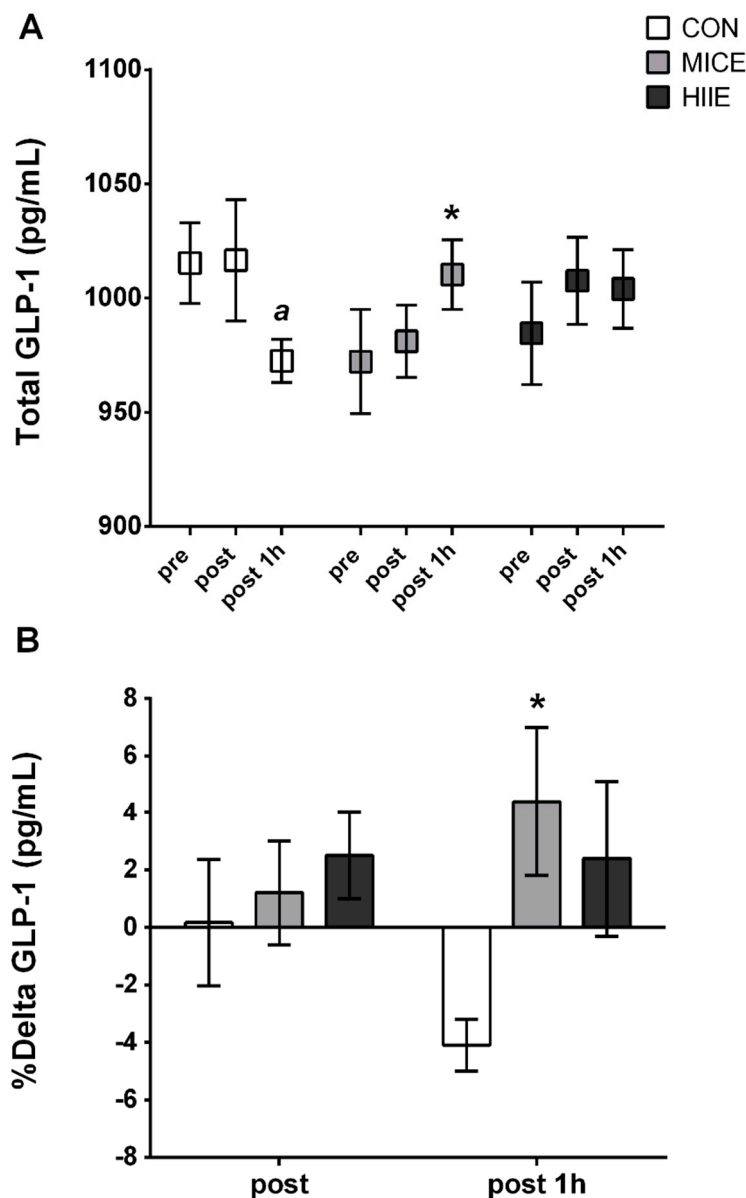 A
CON
MICE
HIIE
Total GLP-1 (pg/mL)
1100
1050
1000
950
900
a
*
pre
post
post 1h
pre
post
post 1h
pre
post
post 1h
B
%Delta GLP-1 (pg/mL)
8
6
4
2
0
-2
-4
-6
-8
*
post
post 1h